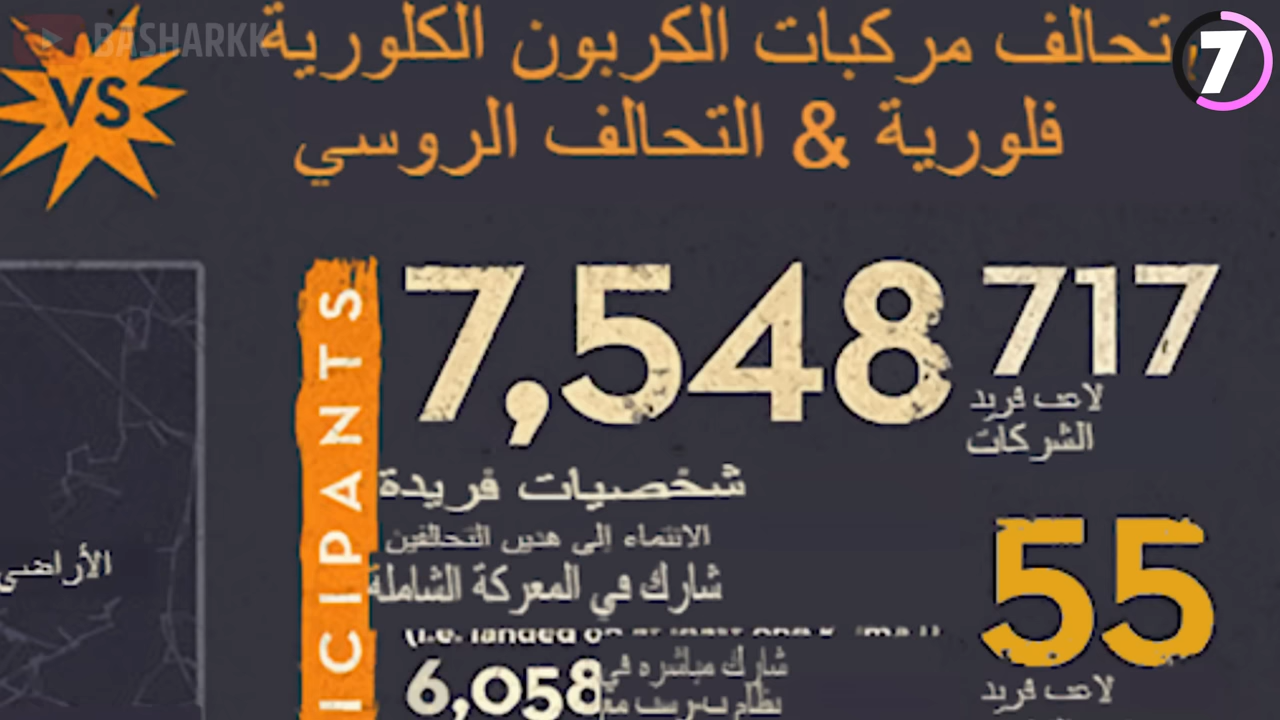 BASHARKK
VS
تحالف مركبات الكربون الكلورية
7
فلورية & التحالف الروسي
7,548
717
لاعب فريد
الشركات
ICIPANTS
شخصيات فريدة
الانتماء إلى هذين التحالفين
شارك في المعركة الشاملة
55
لاعب فريد
الأراضي
6,058
شارك مباشره في